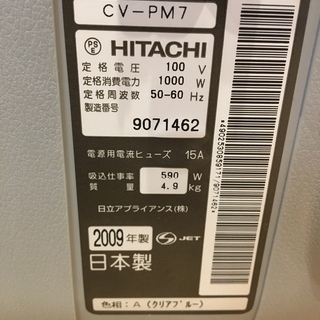 CV-PM7
PS
E
HITACHI
定格電圧 100 V
定格消費電力 1000 W
定格周波数 50-60 Hz
製造番号
9071462
電源用電流ヒューズ 15A
吸込仕事率 590 W
質量 4.9 kg
日立アプライアンス(株)
2009年製 S JET
日本製
色相:A(クリアブルー)
*4902530859171/9071462*